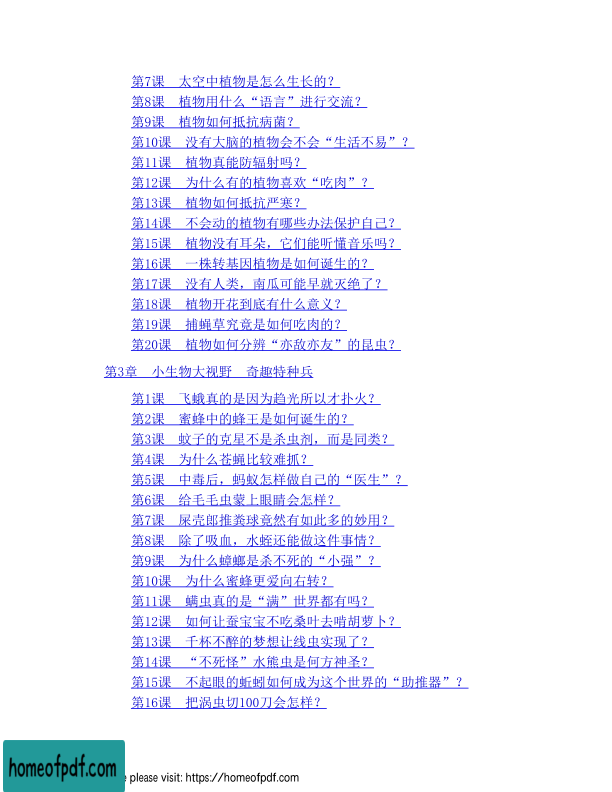 第7课　太空中植物是怎么生长的？
第8课　植物用什么“语言”进行交流？
第9课　植物如何抵抗病菌？
第10课　没有大脑的植物会不会“生活不易”？
第11课　植物真能防辐射吗？
第12课　为什么有的植物喜欢“吃肉”？
第13课　植物如何抵抗严寒？
第14课　不会动的植物有哪些办法保护自己？
第15课　植物没有耳朵，它们能听懂音乐吗？
第16课　一株转基因植物是如何诞生的？
第17课　没有人类，南瓜可能早就灭绝了？
第18课　植物开花到底有什么意义？
第19课　捕蝇草究竟是如何吃肉的？
第20课　植物如何分辨“亦敌亦友”的昆虫？
第3章　小生物大视野　奇趣特种兵
第1课　飞蛾真的是因为趋光所以才扑火？
第2课　蜜蜂中的蜂王是如何诞生的？
第3课　蚊子的克星不是杀虫剂，而是同类？
第4课　为什么苍蝇比较难抓？
第5课　中毒后，蚂蚁怎样做自己的“医生”？
第6课　给毛毛虫蒙上眼睛会怎样？
第7课　屎壳郎推粪球竟然有如此多的妙用？
第8课　除了吸血，水蛭还能做这件事情？
第9课　为什么蟑螂是杀不死的“小强”？
第10课　为什么蜜蜂更爱向右转？
第11课　螨虫真的是“满”世界都有吗？
第12课　如何让蚕宝宝不吃桑叶去啃胡萝卜？
第13课　千杯不醉的梦想让线虫实现了？
第14课　“不死怪”水熊虫是何方神圣？
第15课　不起眼的蚯蚓如何成为这个世界的“助推器”？
第16课　把涡虫切100刀会怎样？
homeofpdf.com
e please visit: https://homeofpdf.com